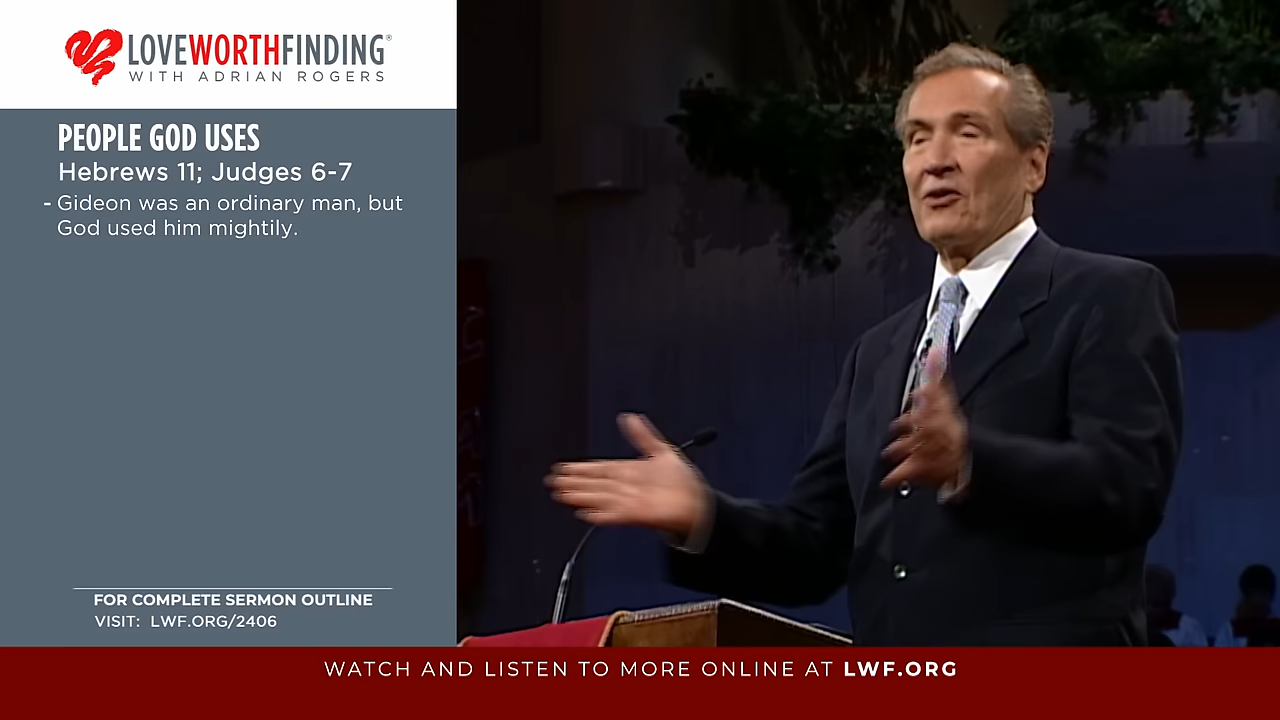 LOVEWORTHFINDING®
WITH ADRIAN ROGERS
PEOPLE GOD USES
Hebrews 11; Judges 6-7
- Gideon was an ordinary man, but
God used him mightily.
FOR COMPLETE SERMON OUTLINE
VISIT: LWF.ORG/2406
WATCH AND LISTEN TO MORE ONLINE AT LWF.ORG